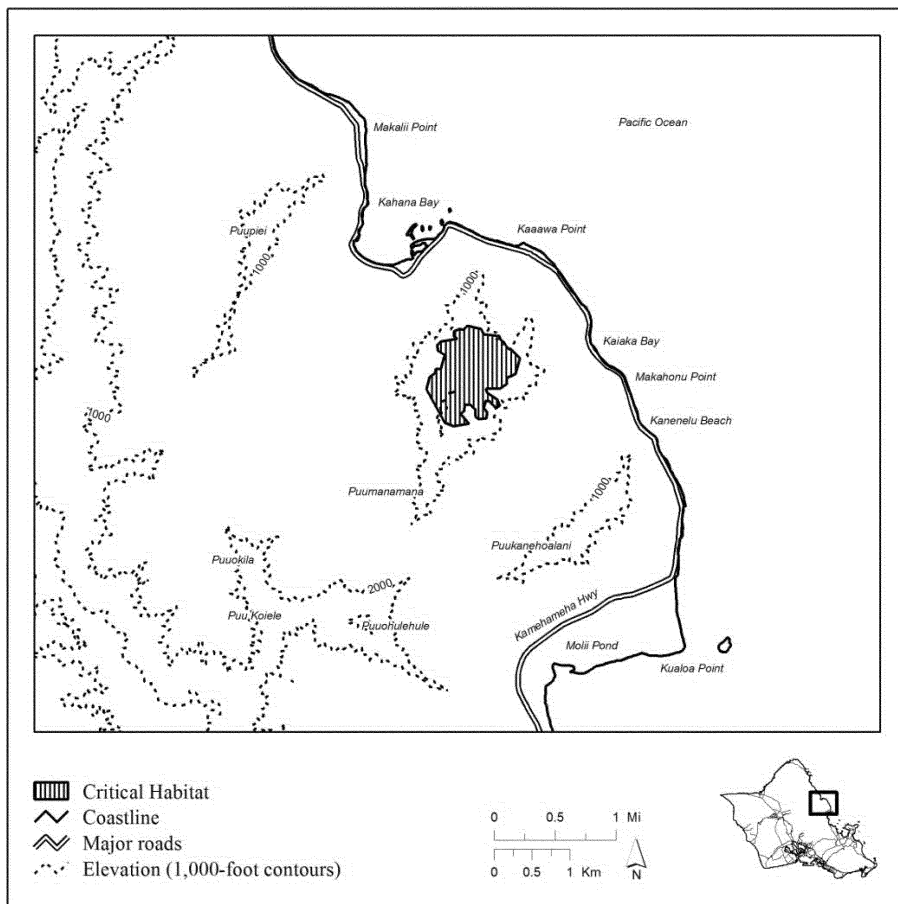 Makalii Point
Pacific Ocean
Kahana Bay
Puupiei
Kaaawa Point
1000
1000
Kaiaka Bay
Makahonu Point
1000
Kanenelu Beach
Puumanamana
1000
Puukanehoalani
Puuokila
2000
Kamehameha Hwy
Puu Koiele
Puuohulehule
Molii Pond
Kualoa Point
Critical Habitat
Coastline
Major roads
Elevation (1,000-foot contours)
0 0.5 1 Mi
0 0.5 1 Km
N